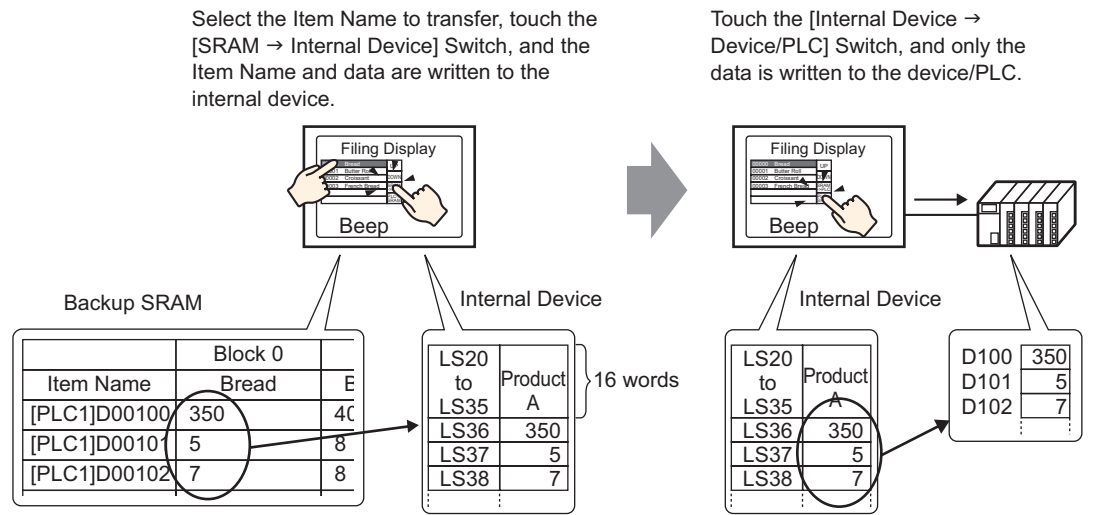 Select the Item Name to transfer, touch the
[SRAM → Internal Device] Switch, and the
Item Name and data are written to the
internal device.
Touch the [Internal Device →
Device/PLC] Switch, and only the
data is written to the device/PLC.
Filing Display
Bread
Butter Roll
0002 Croissant
0003 French Bread
Beep
Filing Display
00000 Bread
UP
00001 Butter Roll
00002 Croissant
00003 French Bread
Beep
Backup SRAM
Block 0
Item Name Bread
[PLC1]D00100 350 40
[PLC1]D00101 5 8
[PLC1]D00102 7 8
Internal Device
LS20
to
LS35
Product
A
16 words
LS36 350
LS37 5
LS38 7
Internal Device
LS20
to
LS35
Product
A
LS36 350
LS37 5
LS38 7
D100 350
D101 5
D102 7